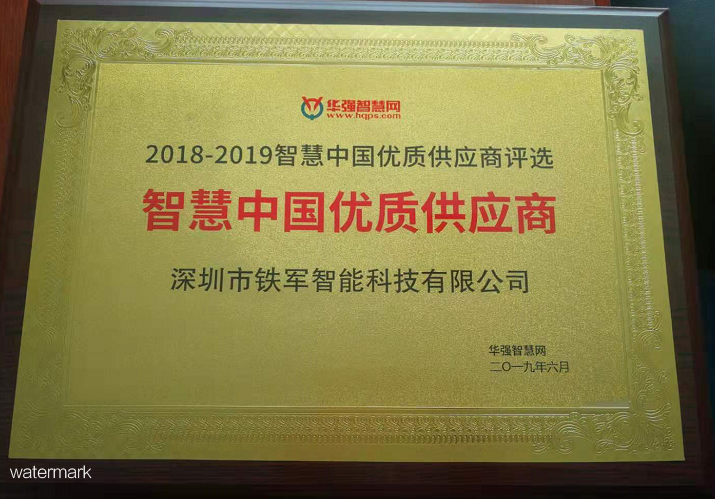 华强智慧网
www.hqps.com
2018-2019智慧中国优质供应商评选
智慧中国优质供应商
深圳市铁军智能科技有限公司
华强智慧网
二〇一九年六月
watermark